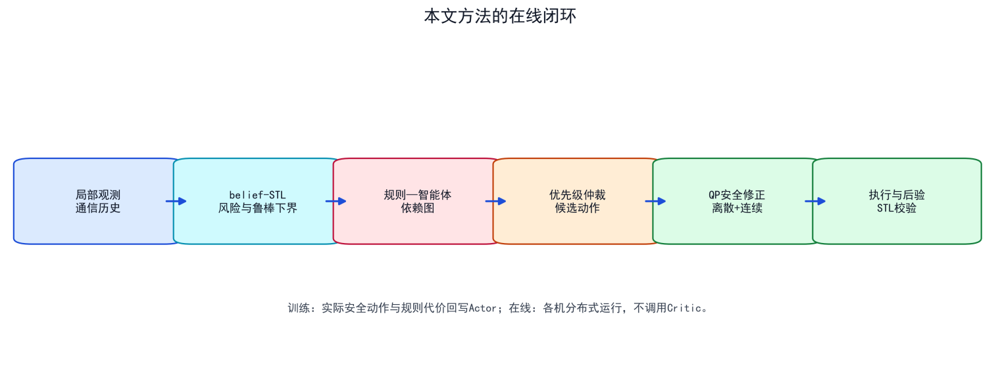 本文方法的在线闭环
局部观测
通信历史
belief-STL
风险与鲁棒下界
规则—智能体
依赖图
优先级仲裁
候选动作
QP安全修正
离散+连续
执行与后验
STL校验
训练：实际安全动作与规则代价回写Actor；在线：各机分布式运行，不调用Critic。